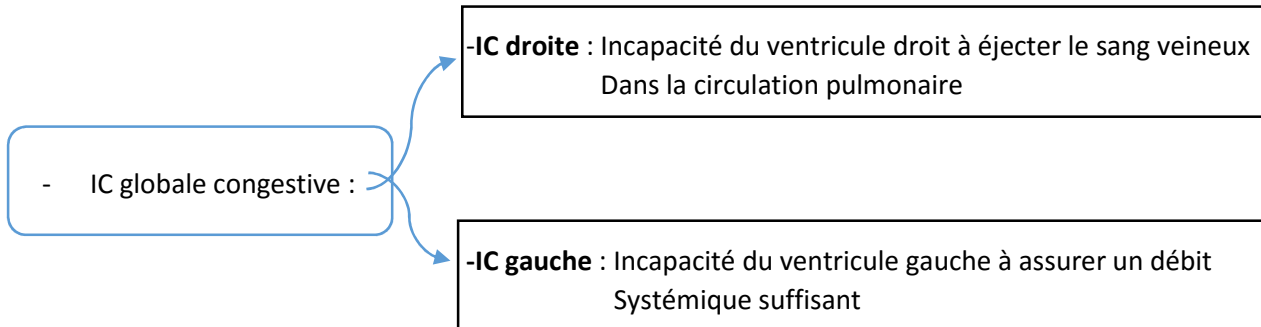 -IC droite : Incapacité du ventricule droit à éjecter le sang veineux
Dans la circulation pulmonaire
- IC globale congestive :
-IC gauche : Incapacité du ventricule gauche à assurer un débit
Systémique suffisant